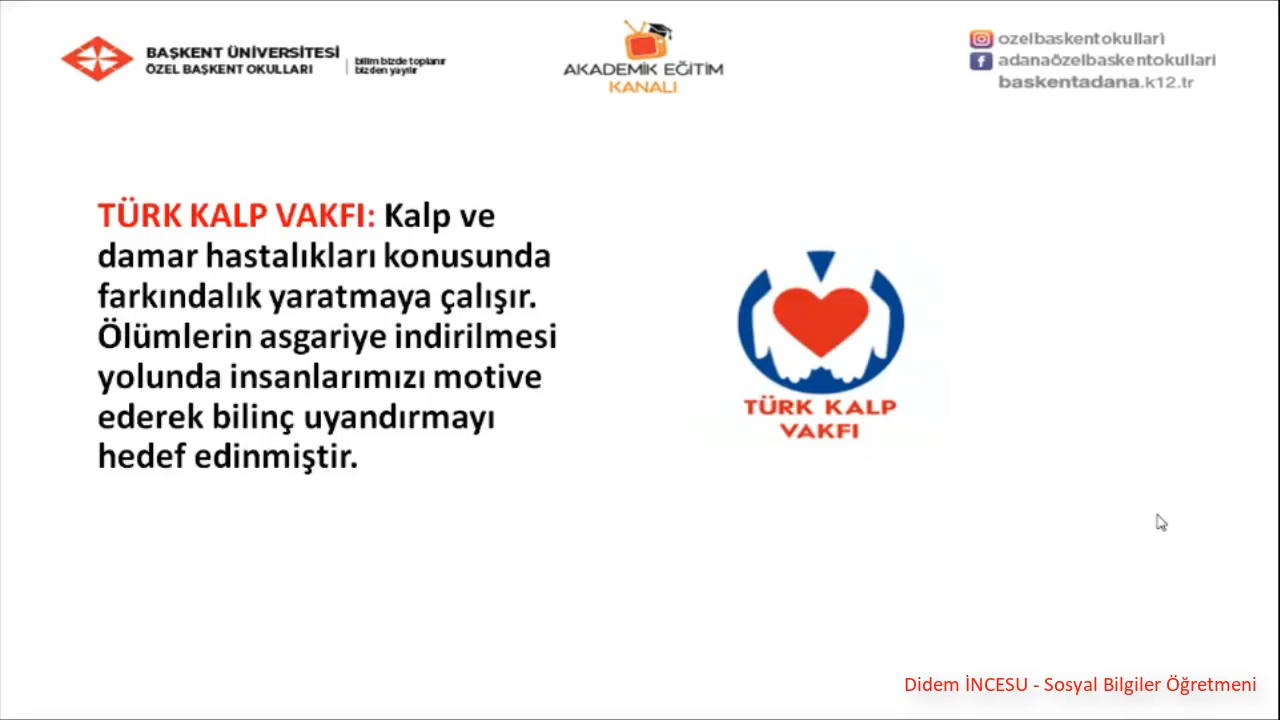 BAŞKENT ÜNİVERSİTESİ
ÖZEL BAŞKENT OKULLARI
bilim bizde toplanır
bizden yayılır
AKADEMİK EĞİTİM
KANALI
ozelbaskentokullari
adanaözelbaskentokullari
baskentadana.k12.tr
TÜRK KALP VAKFI: Kalp ve
damar hastalıkları konusunda
farkındalık yaratmaya çalışır.
Ölümlerin asgariye indirilmesi
yolunda insanlarımızı motive
ederek bilinç uyandırmayı
hedef edinmiştir.
TÜRK KALP
VAKFI
Didem İNCESU - Sosyal Bilgiler Öğretmeni